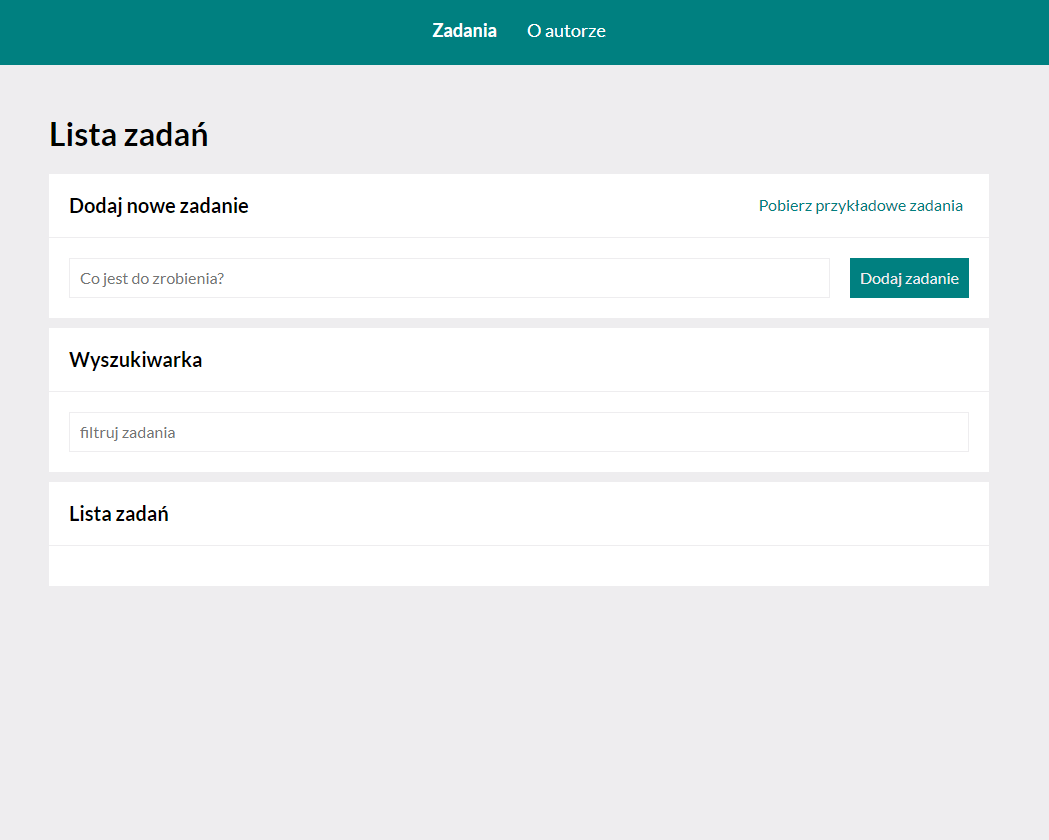 Zadania O autorze
Lista zadań
Dodaj nowe zadanie Pobierz przykładowe zadania
Co jest do zrobienia? Dodaj zadanie
Wyszukiwarka
filtruj zadania
Lista zadań